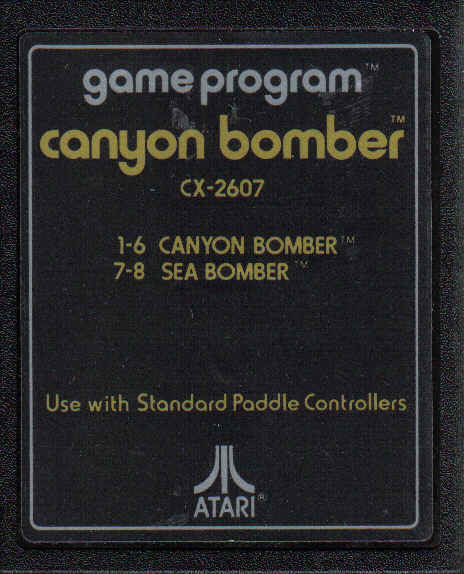 game program™
canyon bomber™
CX-2607
1-6 CANYON BOMBER™
7-8 SEA BOMBER™
Use with Standard Paddle Controllers
ATARI®